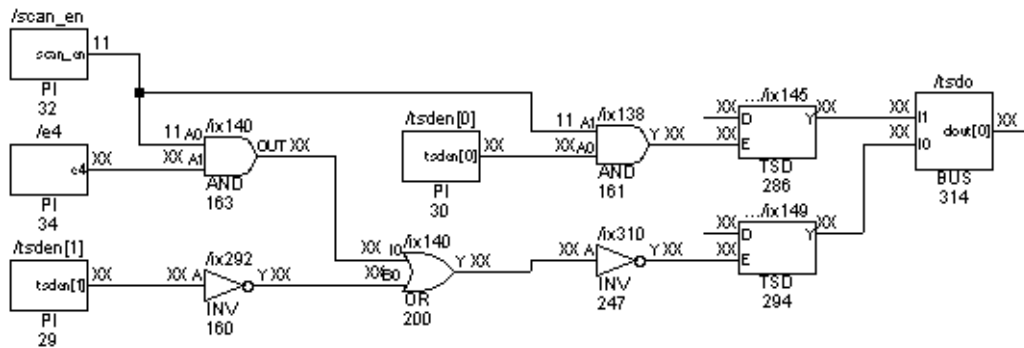 /scan_en
scan_en 11
PI
32
/e4
e4 XX
PI
34
/tsden[1]
tsden[1] XX
PI
29
/ix140
11 A0
XX A1
OUT XX
AND
163
/ix292
XX A Y XX
INV
160
/tsden[0]
tsden[0] XX
PI
30
/ix140
XX I0
XX B0
Y XX
OR
200
/ix138
11 A1
XX A0
Y XX
AND
161
/ix310
XX A Y XX
INV
247
.../ix145
XX D Y XX
XX E
TSD
286
.../ix149
XX D Y XX
XX E
TSD
294
/tsdo
XX I1
XX I0
dout[0] XX
BUS
314